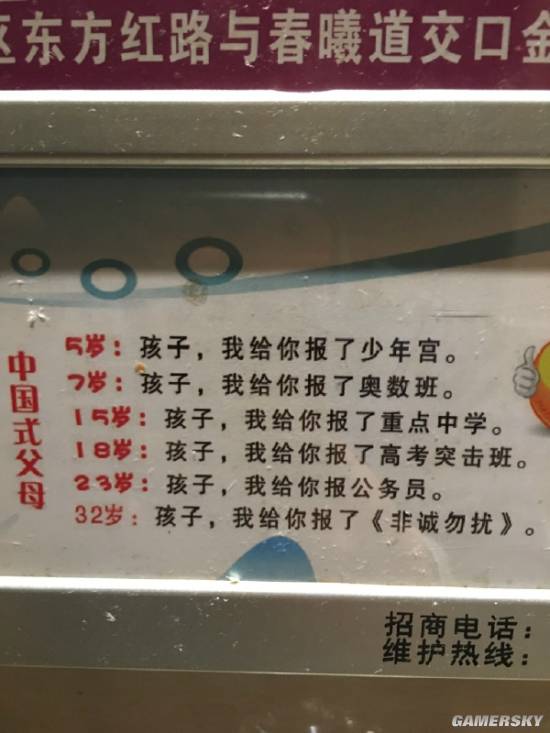 区东方红路与春曦道交口金
中国式父母
5岁：孩子，我给你报了少年宫。
7岁：孩子，我给你报了奥数班。
15岁：孩子，我给你报了重点中学。
18岁：孩子，我给你报了高考突击班。
23岁：孩子，我给你报公务员。
32岁：孩子，我给你报了《非诚勿扰》。
招商电话：
维护热线：
GAMERSKY